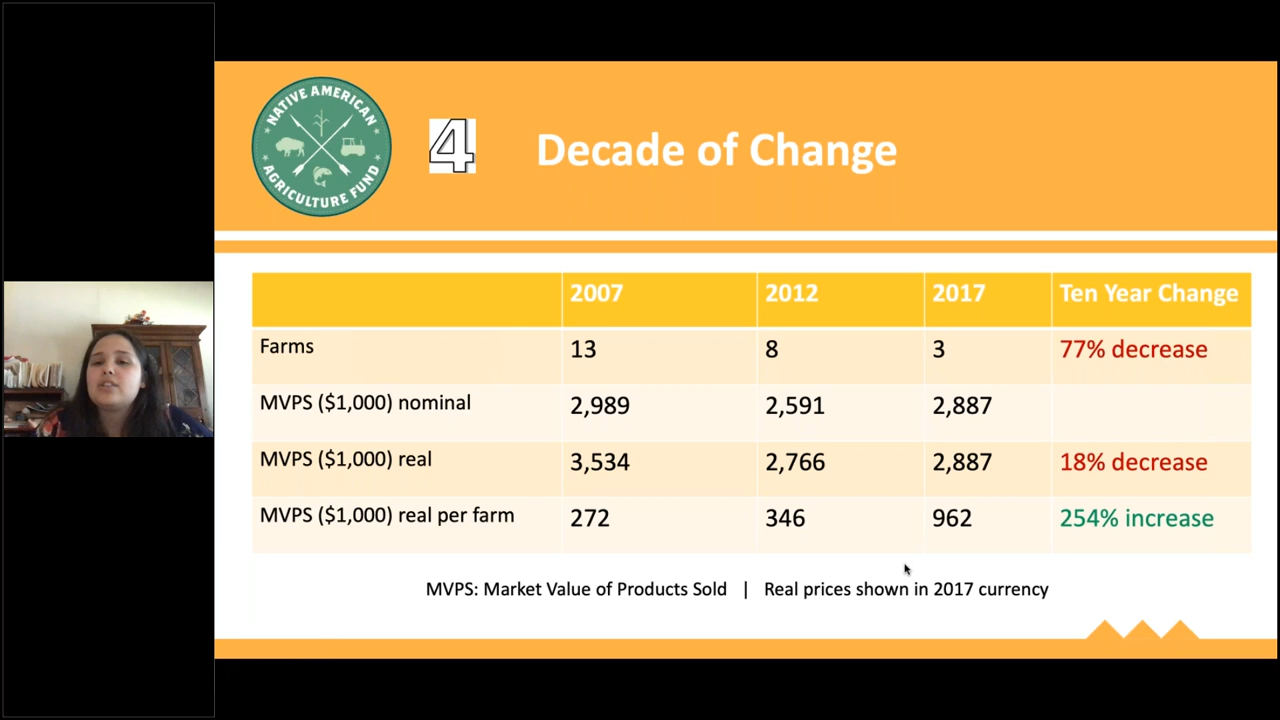 NATIVE AMERICAN
AGRICULTURE FUND
4 Decade of Change
2007 2012 2017 Ten Year Change
Farms 13 8 3 77% decrease
MVPS ($1,000) nominal 2,989 2,591 2,887
MVPS ($1,000) real 3,534 2,766 2,887 18% decrease
MVPS ($1,000) real per farm 272 346 962 254% increase
MVPS: Market Value of Products Sold | Real prices shown in 2017 currency